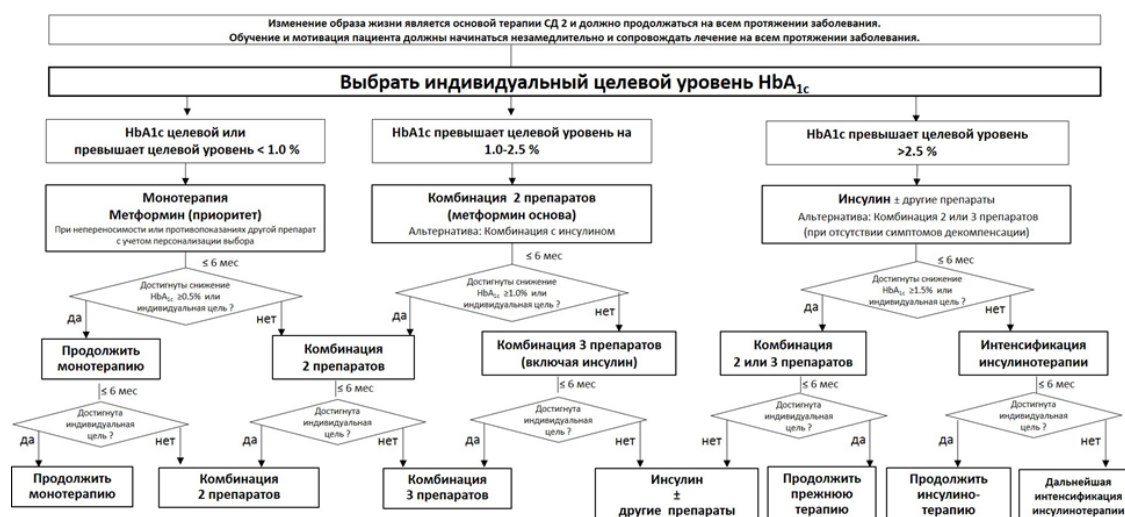 Изменение образа жизни является основой терапии СД 2 и должно продолжаться на всем протяжении заболевания.
Обучение и мотивация пациента должны начинаться незамедлительно и сопровождать лечение на всем протяжении заболевания.
Выбрать индивидуальный целевой уровень HbA1c
HbA1c целевой или
превышает целевой уровень < 1.0 %
HbA1c превышает целевой уровень на
1.0-2.5 %
HbA1c превышает целевой уровень
>2.5 %
Монотерапия
Метформин (приоритет)
При непереносимости или противопоказаниях другой препарат
с учетом персонализации выбора
Комбинация 2 препаратов
(метформин основа)
Альтернатива: Комбинация с инсулином
Инсулин ± другие препараты
Альтернатива: Комбинация 2 или 3 препаратов
(при отсутствии симптомов декомпенсации)
≤ 6 мес
≤ 6 мес
≤ 6 мес
Достигнуты снижение
HbA1c ≥0.5% или
индивидуальная цель ?
Достигнуты снижение
HbA1c ≥1.0% или
индивидуальная цель ?
Достигнуты снижение
HbA1c ≥1.5% или
индивидуальная цель ?
да
нет
да
нет
да
нет
Продолжить
монотерапию
Комбинация
2 препаратов
Комбинация 3 препаратов
(включая инсулин)
Комбинация
2 или 3 препаратов
Интенсификация
инсулинотерапии
≤ 6 мес
≤ 6 мес
≤ 6 мес
≤ 6 мес
≤ 6 мес
Достигнута
индивидуальная
цель ?
Достигнута
индивидуальная
цель ?
Достигнута
индивидуальная
цель ?
Достигнута
индивидуальная
цель ?
Достигнута
индивидуальная
цель ?
да
нет
да
нет
да
нет
нет
да
да
нет
Продолжить
монотерапию
Комбинация
2 препаратов
Комбинация
3 препаратов
Инсулин
±
другие препараты
Продолжить
прежнюю
терапию
Продолжить
инсулино-
терапию
Дальнейшая
интенсификация
инсулинотерапии